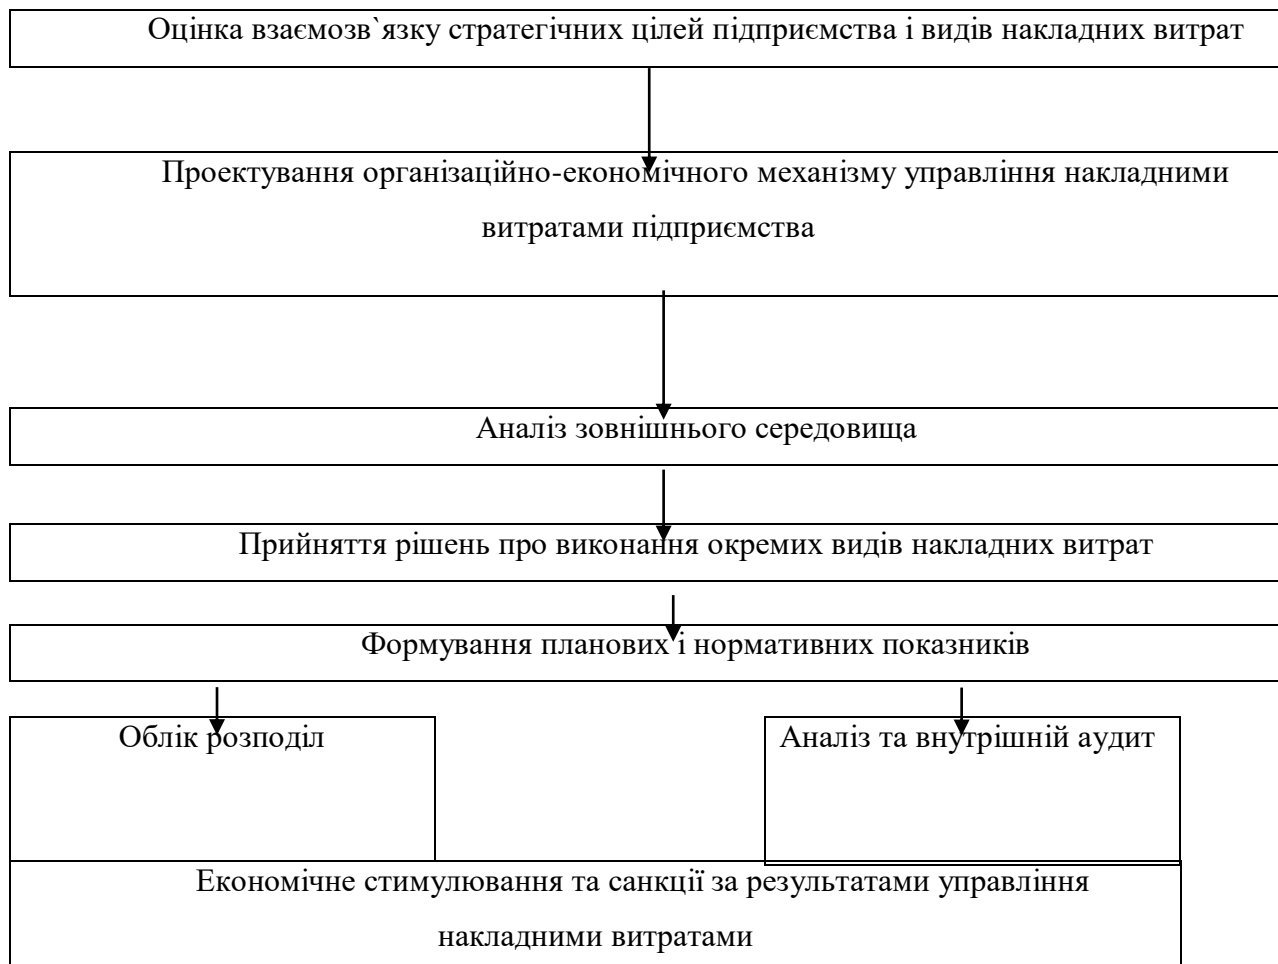 Оцінка взаємозв`язку стратегічних цілей підприємства і видів накладних витрат
Проектування організаційно-економічного механізму управління накладними
витратами підприємства
Аналіз зовнішнього середовища
Прийняття рішень про виконання окремих видів накладних витрат
Формування планових і нормативних показників
Облік розподіл
Аналіз та внутрішній аудит
Економічне стимулювання та санкції за результатами управління
накладними витратами